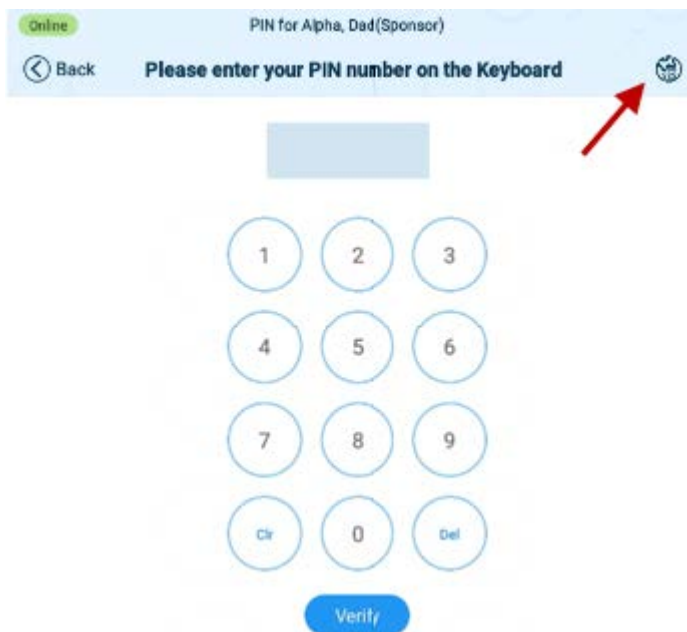 Online
PIN for Alpha, Dad(Sponsor)
Back
Please enter your PIN number on the Keyboard
1 2 3
4 5 6
7 8 9
Clr 0 Del
Verify